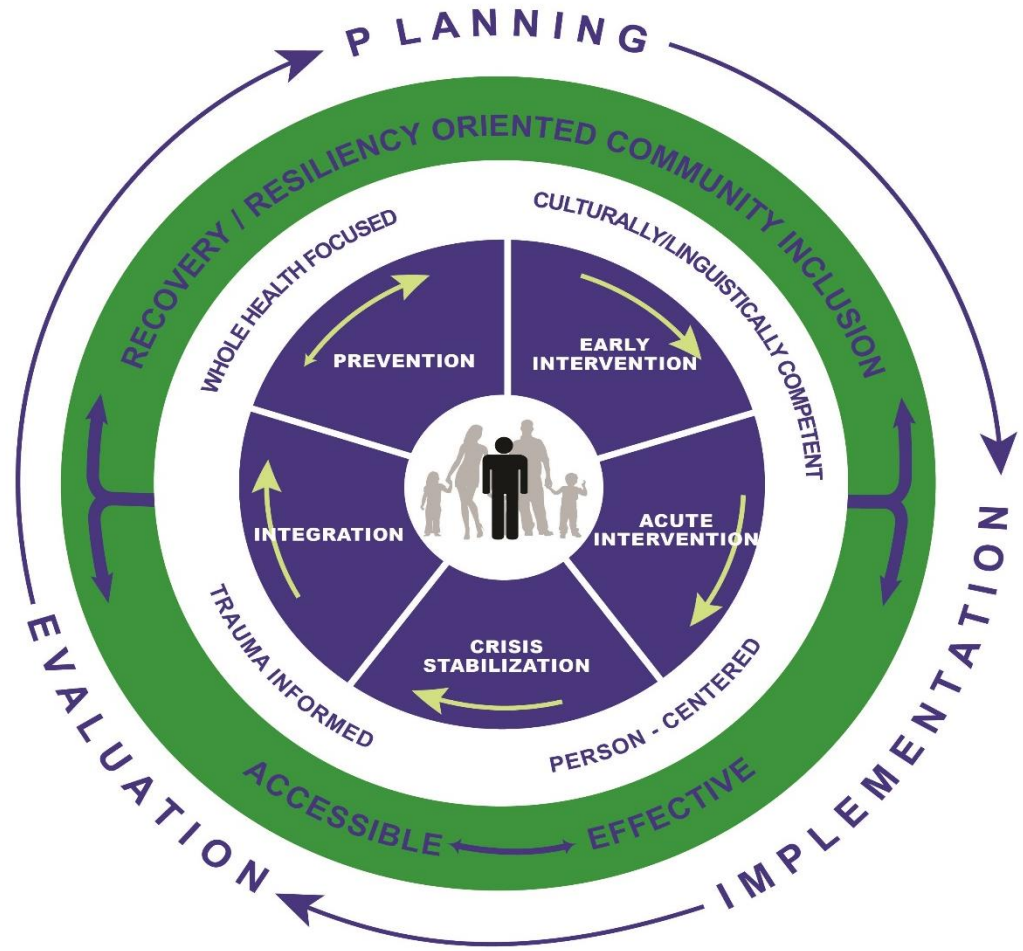 PLANNING
RECOVERY / RESILIENCY ORIENTED COMMUNITY INCLUSION
WHOLE HEALTH FOCUSED
CULTURALLY/LINGUISTICALLY COMPETENT
PREVENTION
EARLY
INTERVENTION
INTEGRATION
ACUTE
INTERVENTION
CRISIS
STABILIZATION
TRAUMA INFORMED
PERSON - CENTERED
ACCESSIBLE
EFFECTIVE
EVALUATION
IMPLEMENTATION